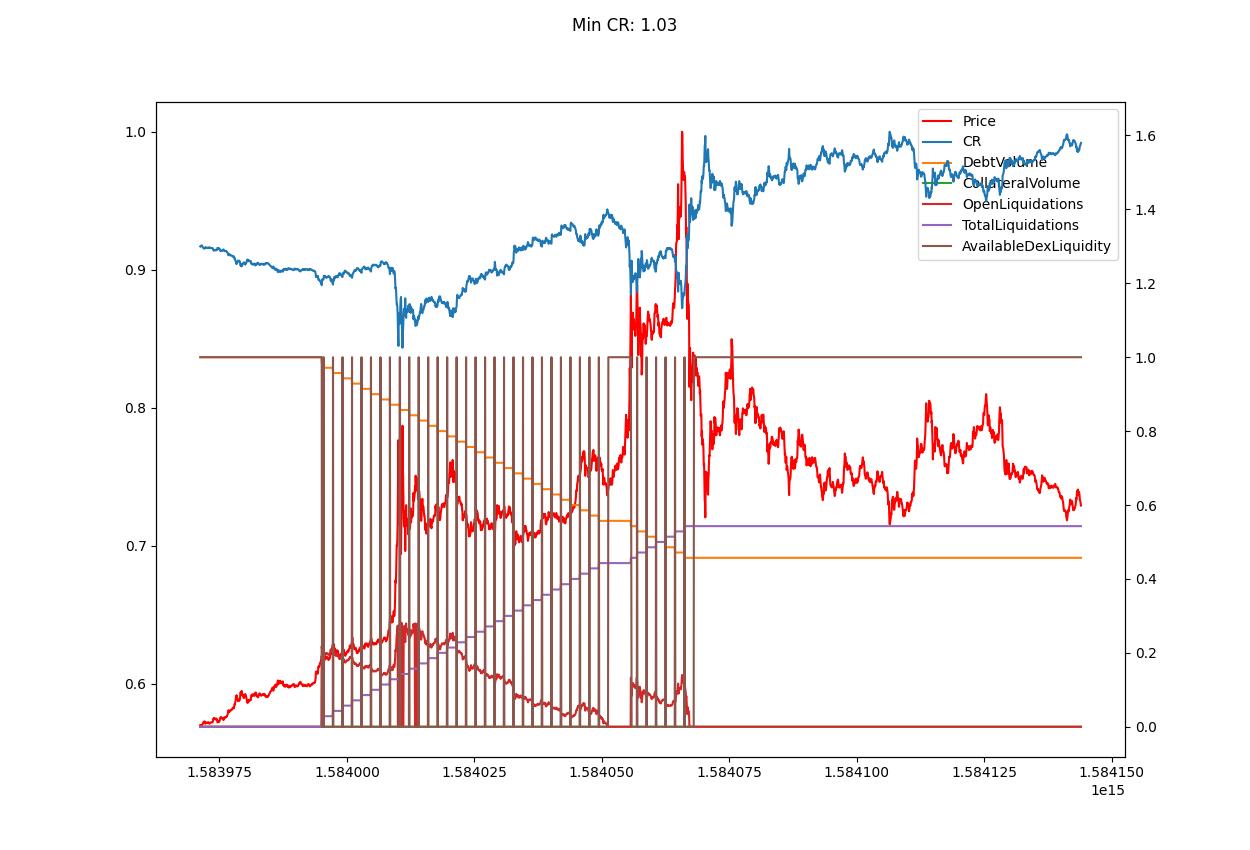 Min CR: 1.03
Price
CR
DebtVolume
CollateralVolume
OpenLiquidations
TotalLiquidations
AvailableDexLiquidity
1.0
0.9
0.8
0.7
0.6
1.6
1.4
1.2
1.0
0.8
0.6
0.4
0.2
0.0
1.583975
1.584000
1.584025
1.584050
1.584075
1.584100
1.584125
1.584150
1e15